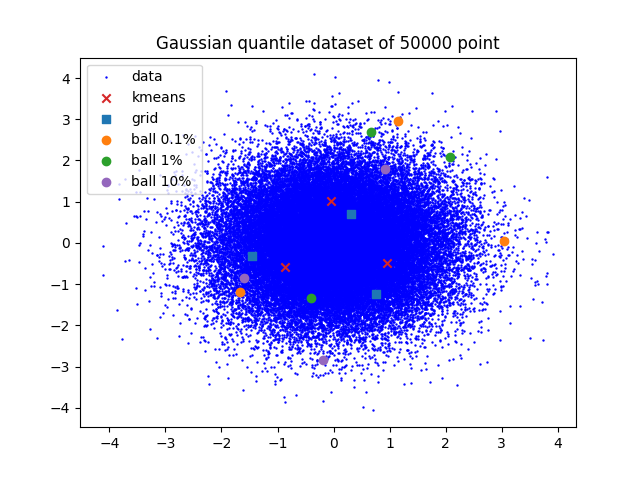 Gaussian quantile dataset of 50000 point
data
kmeans
grid
ball 0.1%
ball 1%
ball 10%
4
3
2
1
0
−1
−2
−3
−4
−4 −3 −2 −1 0 1 2 3 4